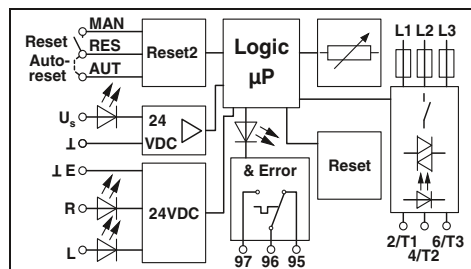 MAN
Reset
RES
Auto-
reset
AUT
Reset2
Logic
µP
L1 L2 L3
Us
24
VDC
⊥
⊥ E
R
24VDC
L
& Error
97 96 95
Reset
2/T1 6/T3
4/T2